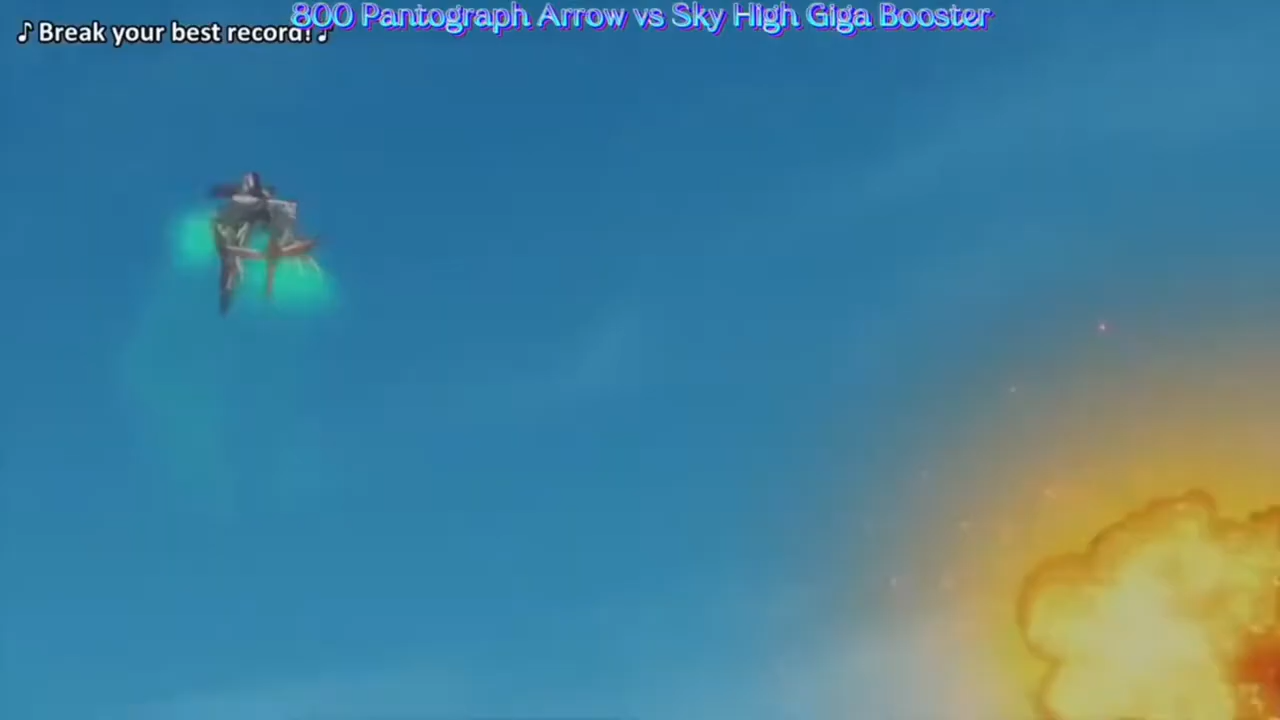 800 Pantograph Arrow vs Sky High Giga Booster
♪ Break your best record! ♪